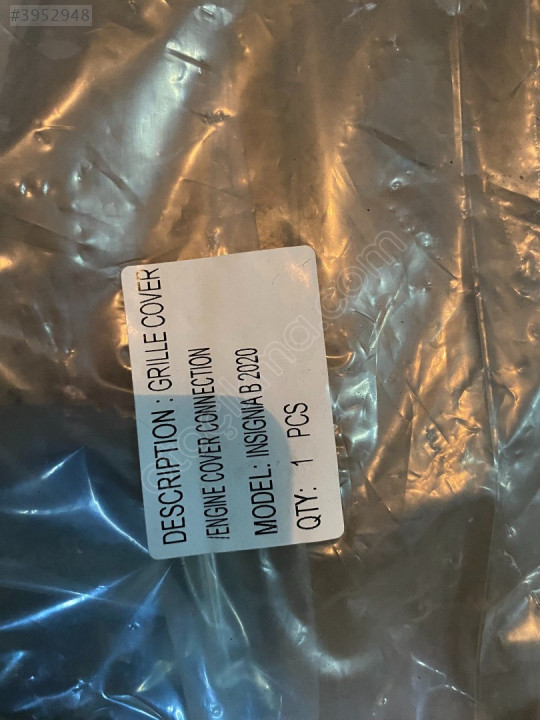 #3952948
DESCRIPTION : GRILLE COVER
/ENGINE COVER CONNECTION
MODEL: INSIGNIA B 2020
QTY: 1 PCS